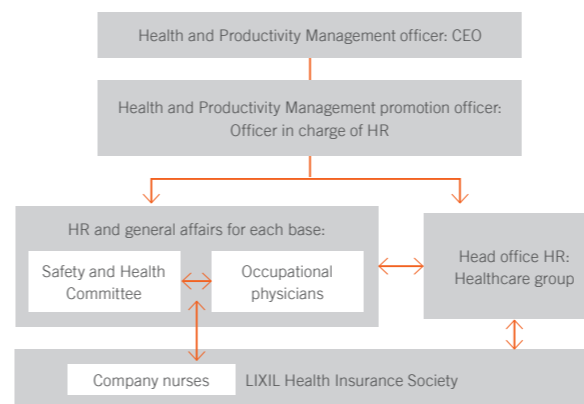 Health and Productivity Management officer: CEO
Health and Productivity Management promotion officer:
Officer in charge of HR
HR and general affairs for each base:
Safety and Health
Committee
Occupational
physicians
Head office HR:
Healthcare group
Company nurses
LIXIL Health Insurance Society